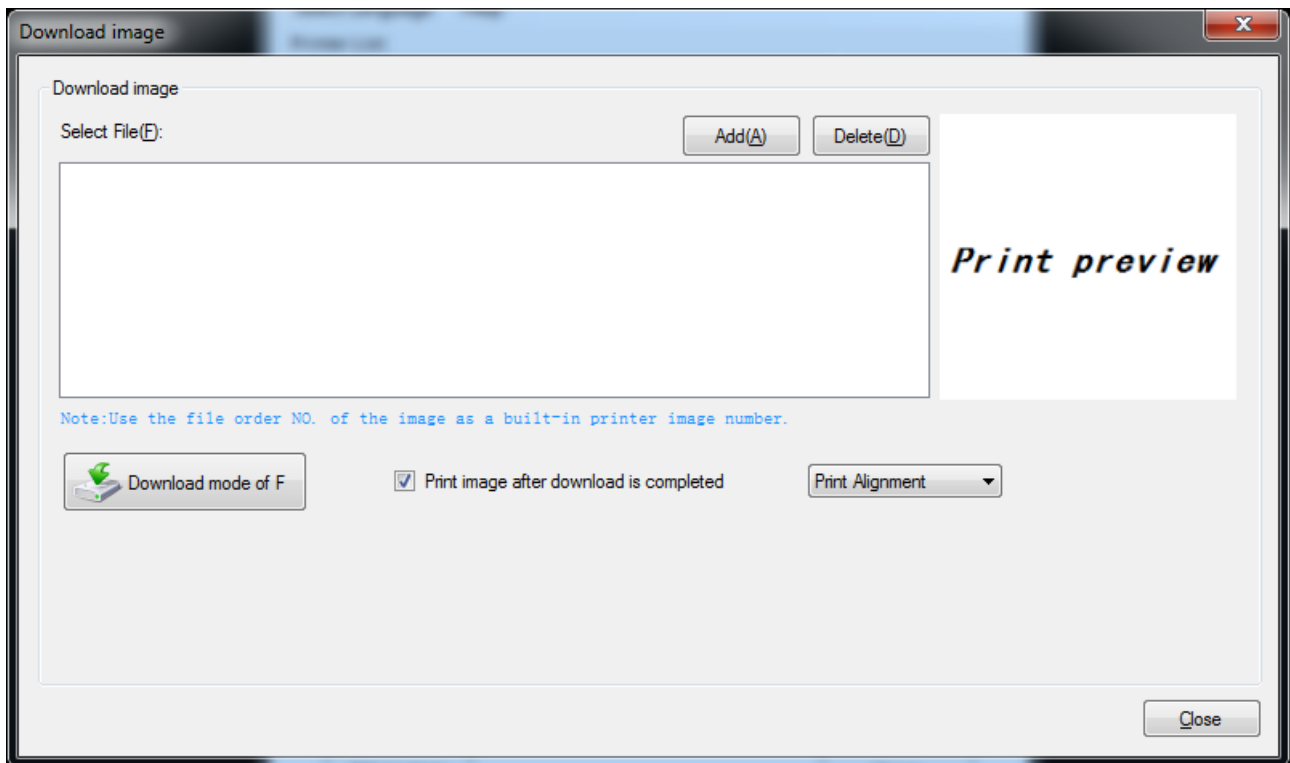 Download image
Download image
Select File(F):
Add(A)
Delete(D)
Print preview
Note:Use the file order NO. of the image as a built-in printer image number.
Download mode of F
Print image after download is completed
Print Alignment
Close